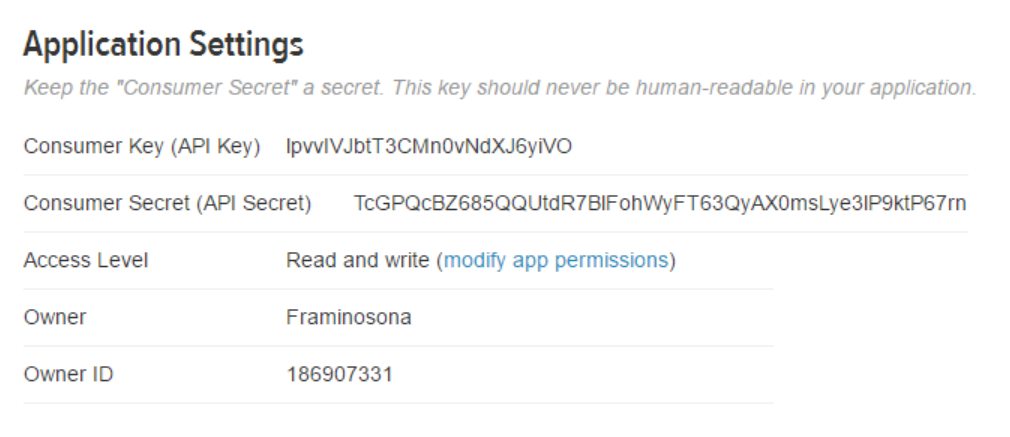 Application Settings
Keep the "Consumer Secret" a secret. This key should never be human-readable in your application.
Consumer Key (API Key) IpvvIVJbtT3CMn0vNdXJ6yiVO
Consumer Secret (API Secret) TcGPQcBZ685QQUtdR7BIFohWyFT63QyAX0msLye3IP9ktP67rn
Access Level Read and write (modify app permissions)
Owner Framinosona
Owner ID 186907331